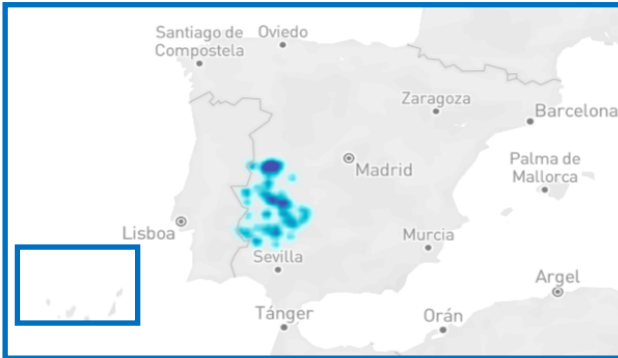 Santiago de
Compostela
Oviedo
Zaragoza
Barcelona
Madrid
Palma de
Mallorca
Lisboa
Murcia
Sevilla
Argel
Tánger
Orán